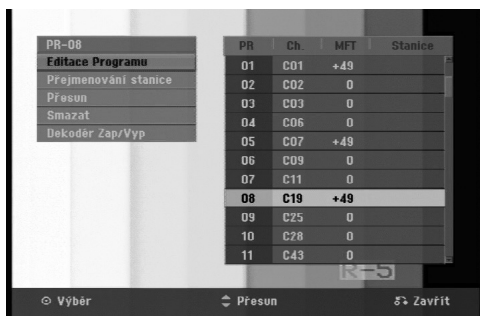 PR-08
Editace Programu
Přejmenování stanice
Přesun
Smazat
Dekodér Zap/Vyp
PR Ch. MFT Stanice
01 C01 +49
02 C02 0
03 C03 0
04 C06 0
05 C07 +49
06 C09 0
07 C11 0
08 C19 +49
09 C25 0
10 C28 0
11 C43 0
R-5
Výběr Přesun Zavřít